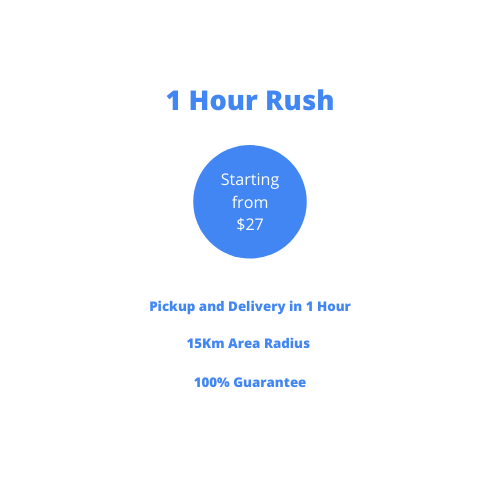 1 Hour Rush
Starting
from
$27
Pickup and Delivery in 1 Hour
15Km Area Radius
100% Guarantee